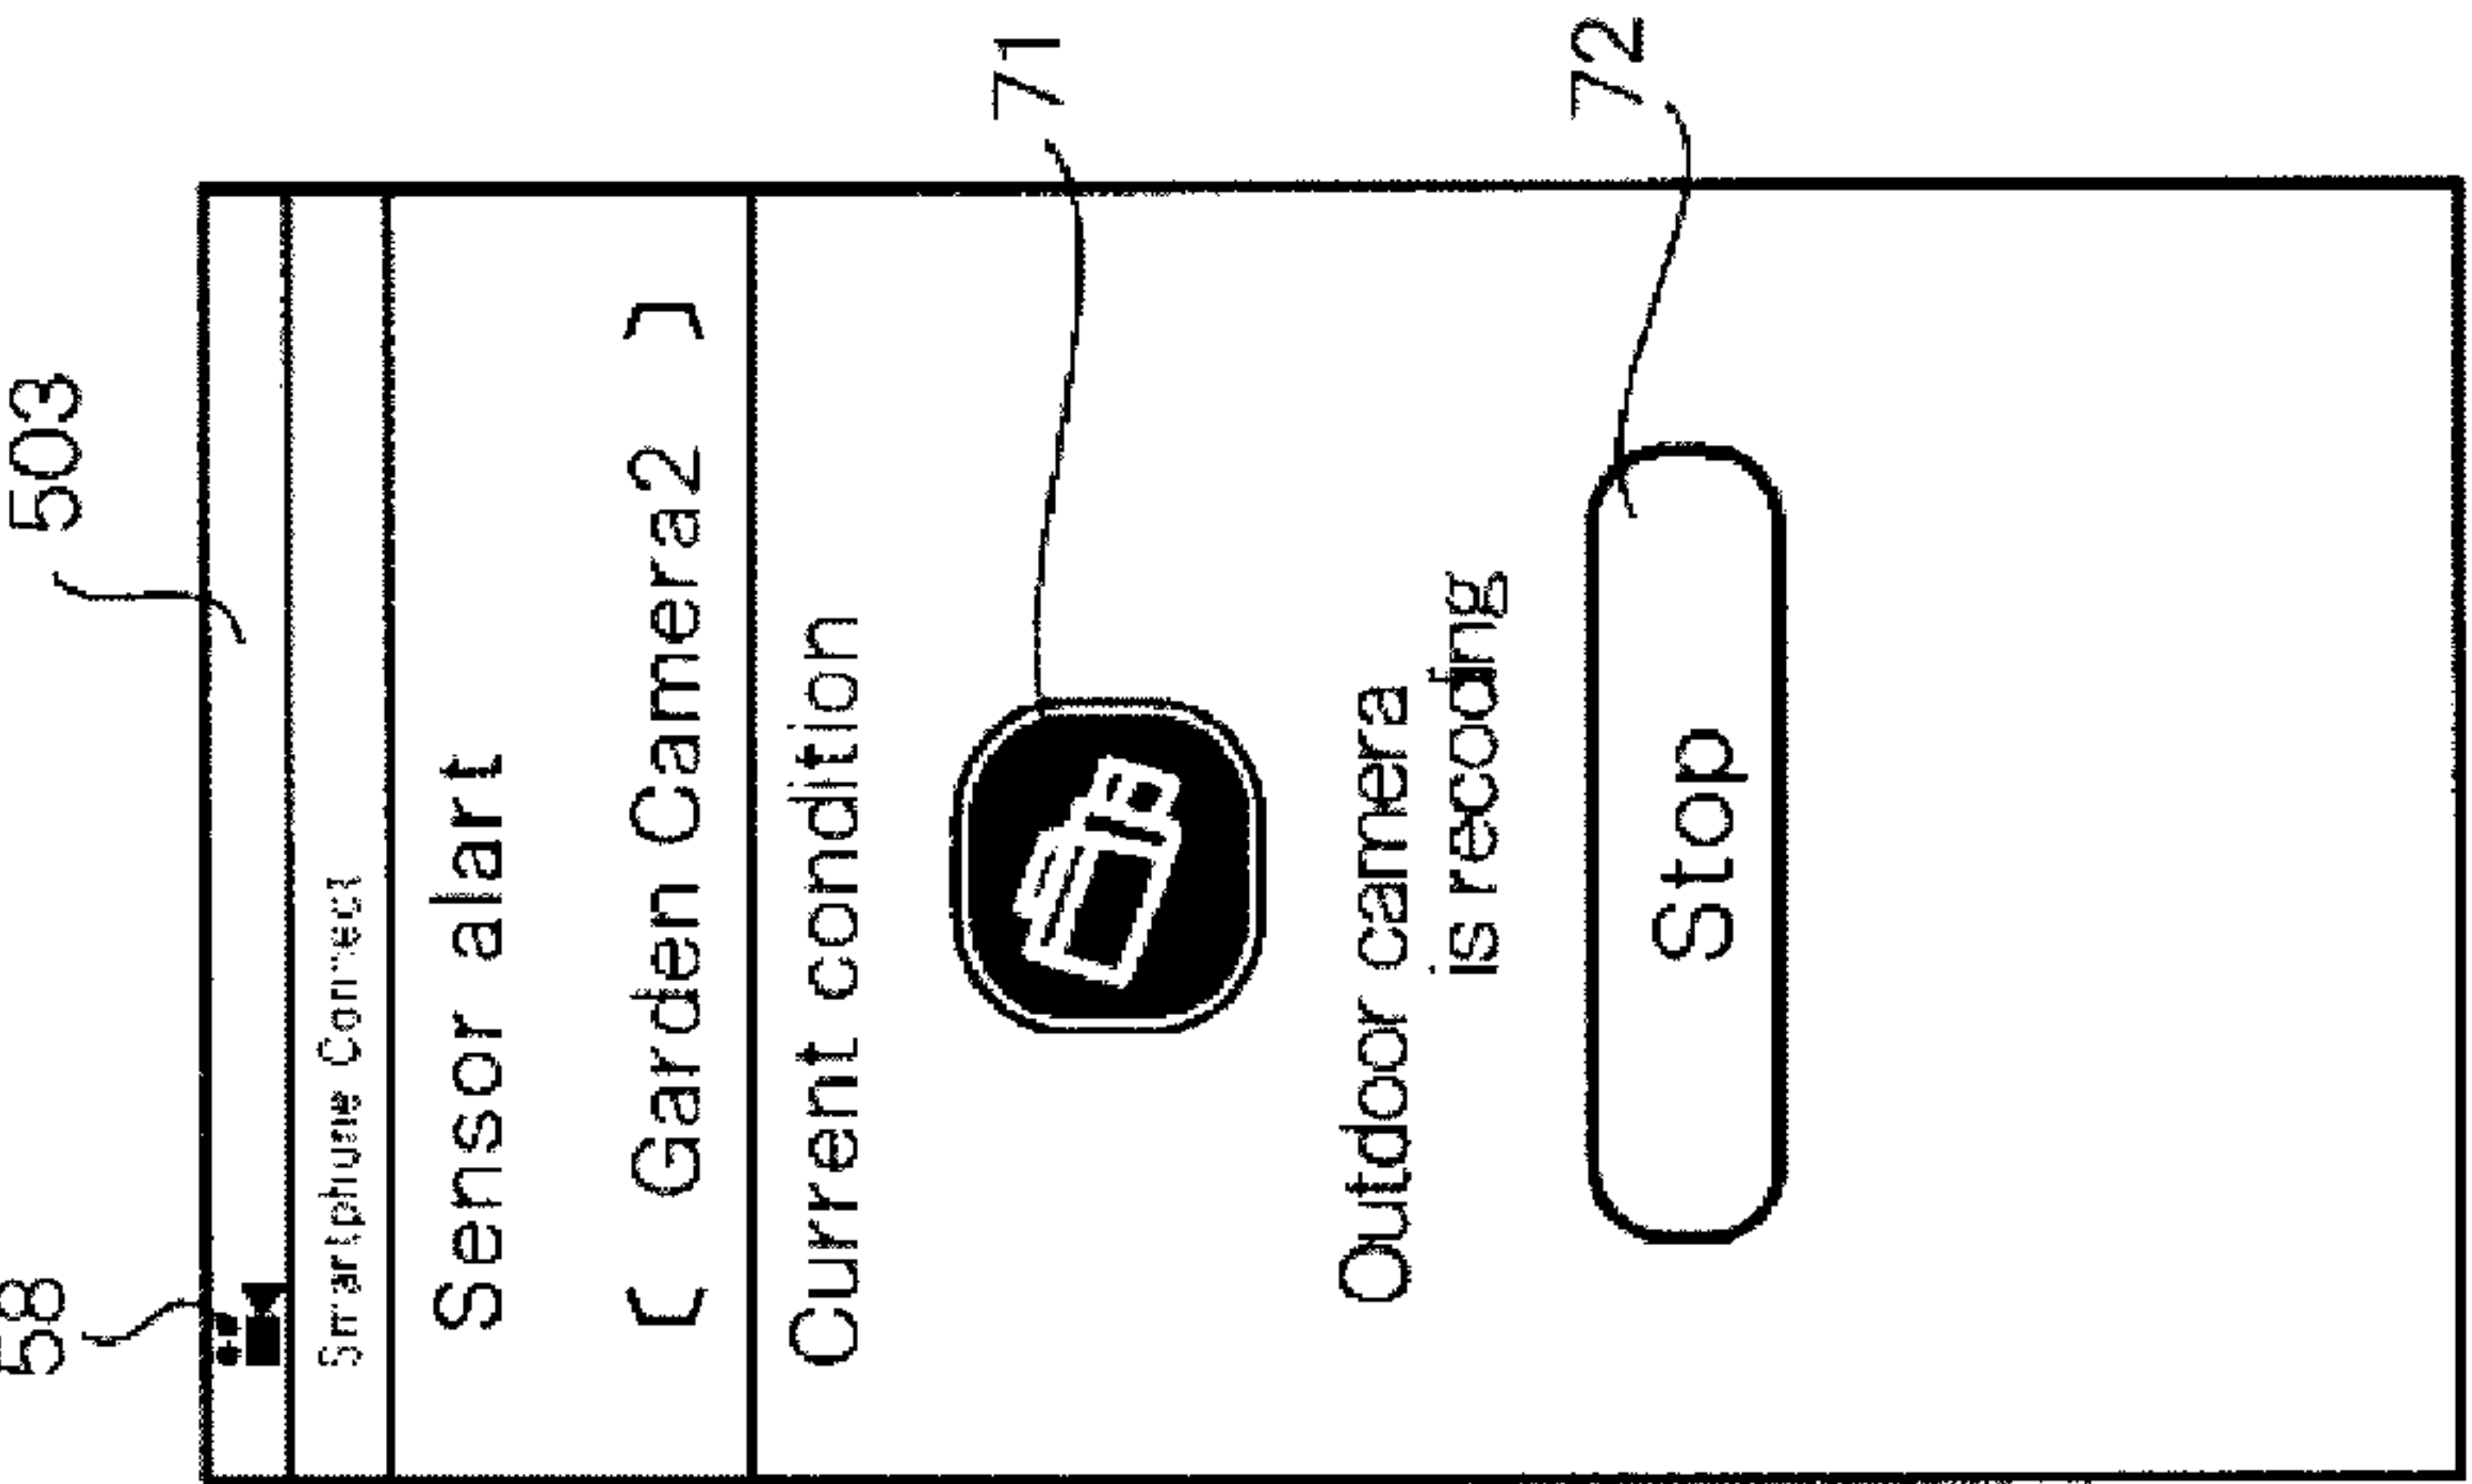 503
58
Smartphone Connect
Sensor alart
( Garden Camera2 )
Current condition
71
Outdoor camera
is recoding
72
Stop